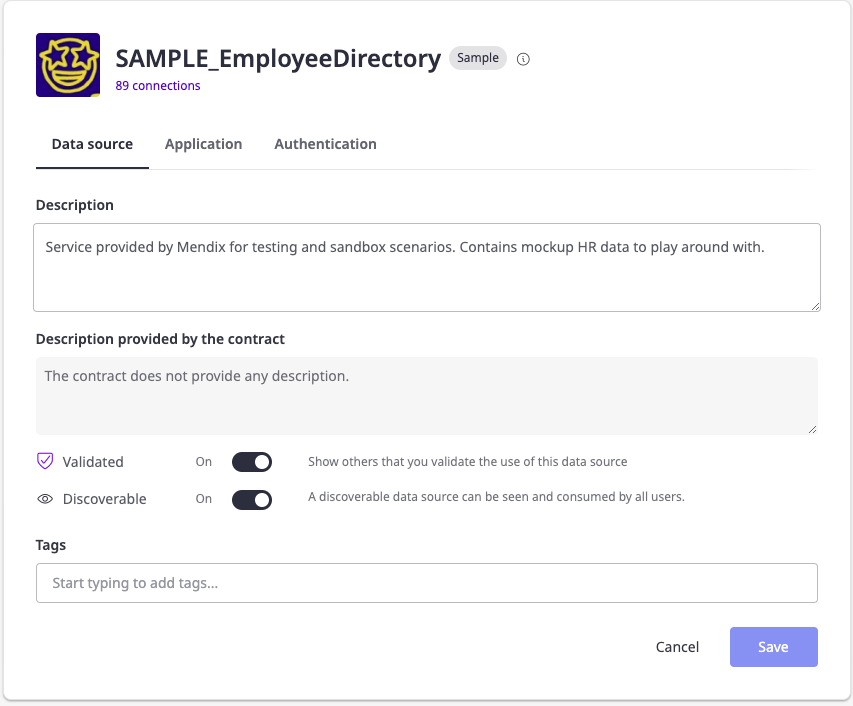 SAMPLE_EmployeeDirectory Sample
89 connections
Data source Application Authentication
Description
Service provided by Mendix for testing and sandbox scenarios. Contains mockup HR data to play around with.
Description provided by the contract
The contract does not provide any description.
Validated On Show others that you validate the use of this data source
Discoverable On A discoverable data source can be seen and consumed by all users.
Tags
Start typing to add tags...
Cancel Save